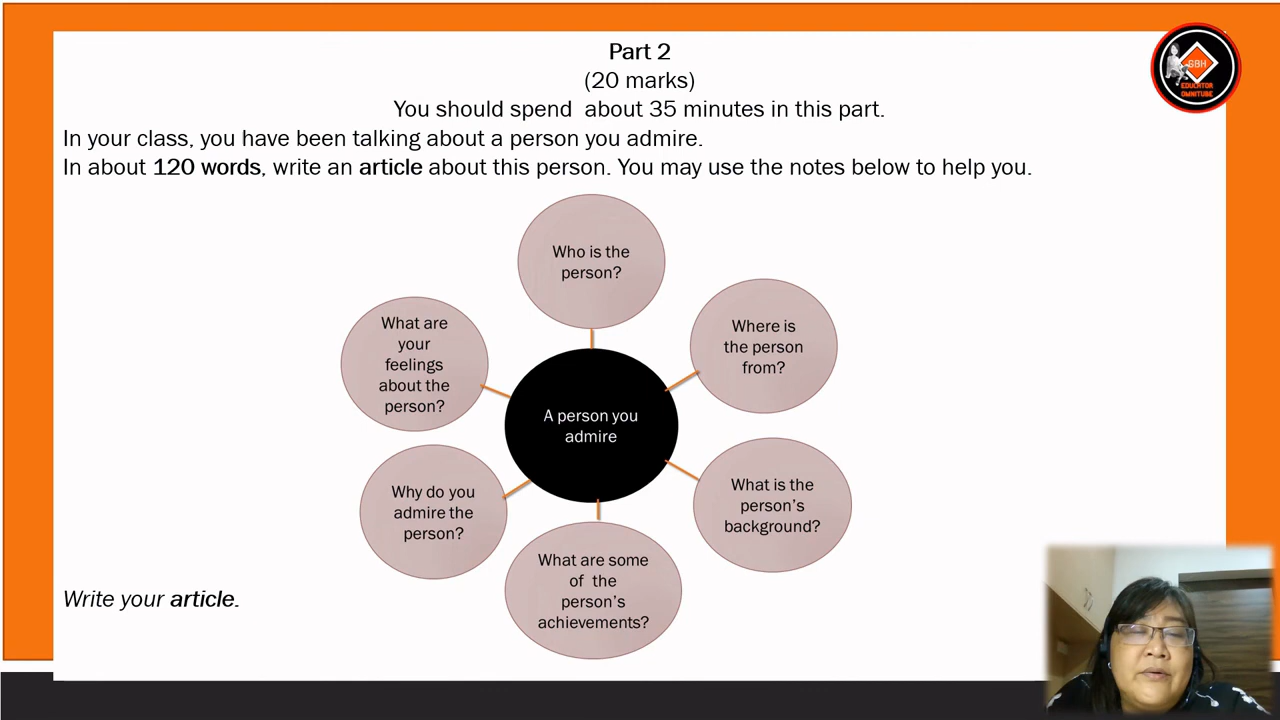 Part 2
(20 marks)
You should spend about 35 minutes in this part.
In your class, you have been talking about a person you admire.
In about 120 words, write an article about this person. You may use the notes below to help you.
Who is the
person?
Where is
the person
from?
What is the
person's
background?
What are some
of the
person's
achievements?
Why do you
admire the
person?
What are
your
feelings
about the
person?
A person you
admire
Write your article.
SBH
EDUCATOR
OMNITUBE